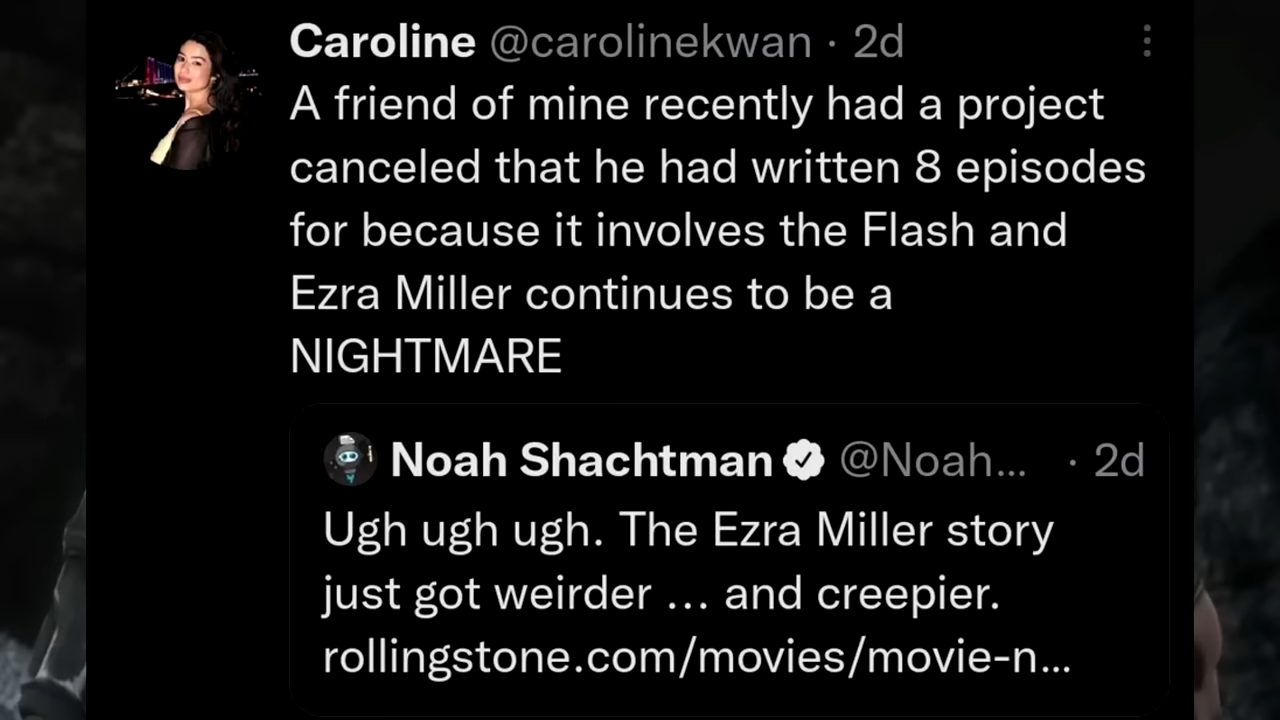 Caroline @carolinekwan · 2d
A friend of mine recently had a project
canceled that he had written 8 episodes
for because it involves the Flash and
Ezra Miller continues to be a
NIGHTMARE
Noah Shachtman @Noah... · 2d
Ugh ugh ugh. The Ezra Miller story
just got weirder ... and creepier.
rollingstone.com/movies/movie-n...